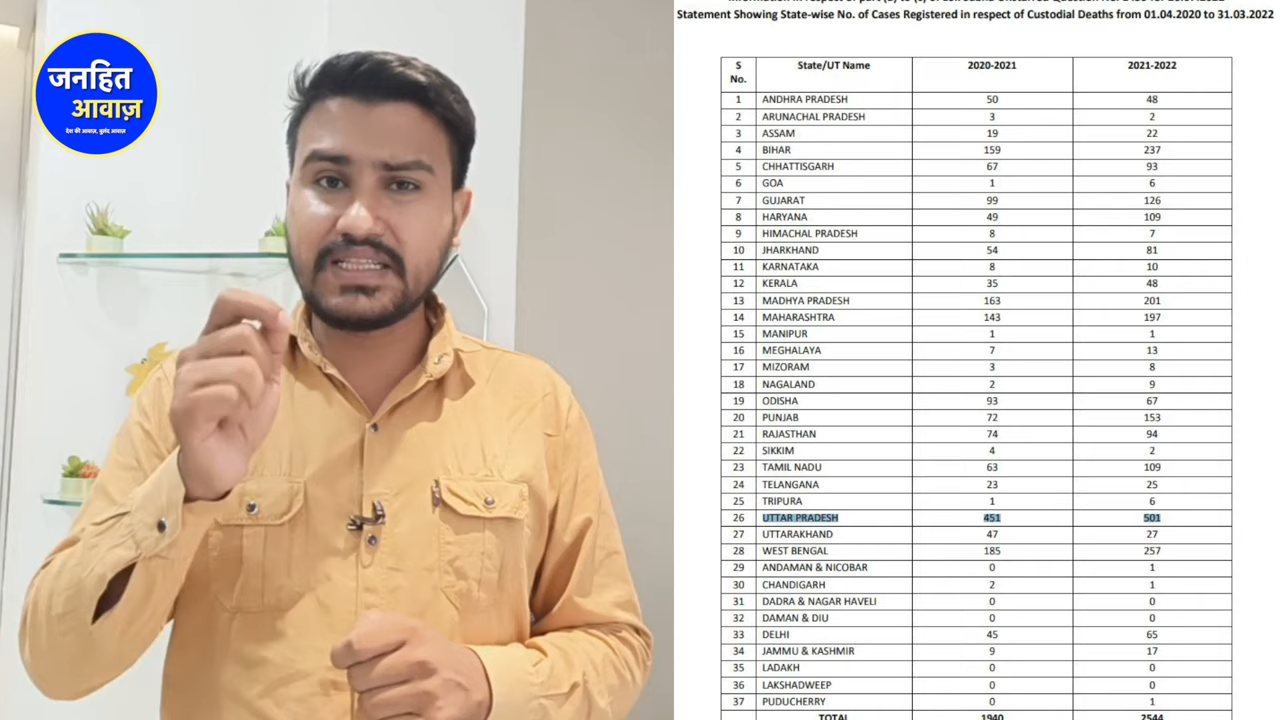 जनहित
आवाज़
देश की आवाज़, बुलंद आवाज़
Statement Showing State-wise No. of Cases Registered in respect of Custodial Deaths from 01.04.2020 to 31.03.2022
S No. State/UT Name 2020-2021 2021-2022
1 ANDHRA PRADESH 50 48
2 ARUNACHAL PRADESH 3 2
3 ASSAM 19 22
4 BIHAR 159 237
5 CHHATTISGARH 67 93
6 GOA 1 6
7 GUJARAT 99 126
8 HARYANA 49 109
9 HIMACHAL PRADESH 8 7
10 JHARKHAND 54 81
11 KARNATAKA 8 10
12 KERALA 35 48
13 MADHYA PRADESH 163 201
14 MAHARASHTRA 143 197
15 MANIPUR 1 1
16 MEGHALAYA 7 13
17 MIZORAM 3 8
18 NAGALAND 2 9
19 ODISHA 93 67
20 PUNJAB 72 153
21 RAJASTHAN 74 94
22 SIKKIM 4 2
23 TAMIL NADU 63 109
24 TELANGANA 23 25
25 TRIPURA 1 6
26 UTTAR PRADESH 451 501
27 UTTARAKHAND 47 27
28 WEST BENGAL 185 257
29 ANDAMAN & NICOBAR 0 1
30 CHANDIGARH 2 1
31 DADRA & NAGAR HAVELI 0 0
32 DAMAN & DIU 0 0
33 DELHI 45 65
34 JAMMU & KASHMIR 9 17
35 LADAKH 0 0
36 LAKSHADWEEP 0 0
37 PUDUCHERRY 0 1
TOTAL 1940 2544